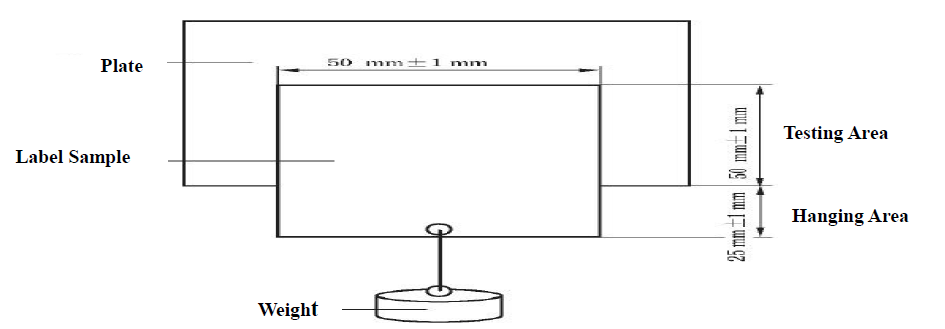 50 mm±1 mm
Plate
50 mm±1 mm
Testing Area
Label Sample
25 mm±1 mm
Hanging Area
Weight